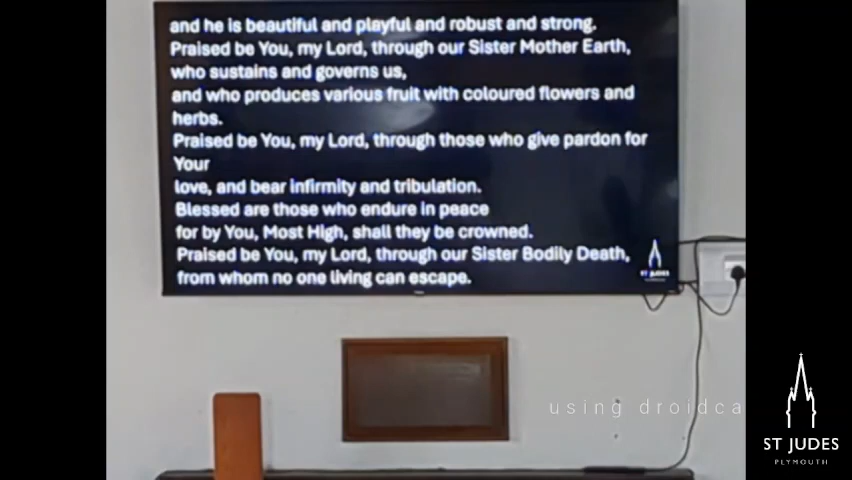 and he is beautiful and playful and robust and strong.
Praised be You, my Lord, through our Sister Mother Earth,
who sustains and governs us,
and who produces various fruit with coloured flowers and
herbs.
Praised be You, my Lord, through those who give pardon for
Your
love, and bear infirmity and tribulation.
Blessed are those who endure in peace
for by You, Most High, shall they be crowned.
Praised be You, my Lord, through our Sister Bodily Death,
from whom no one living can escape.
ST JUDES
using droidca
ST JUDES
PLYMOUTH